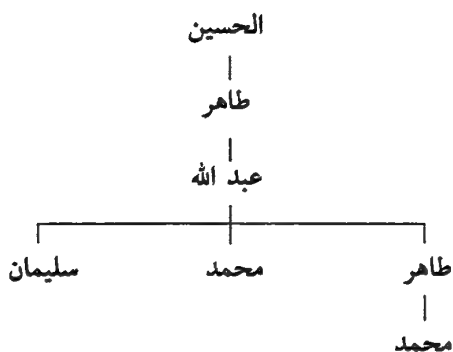 الحسين
طاهر
عبد الله
طاهر محمد سليمان
محمد